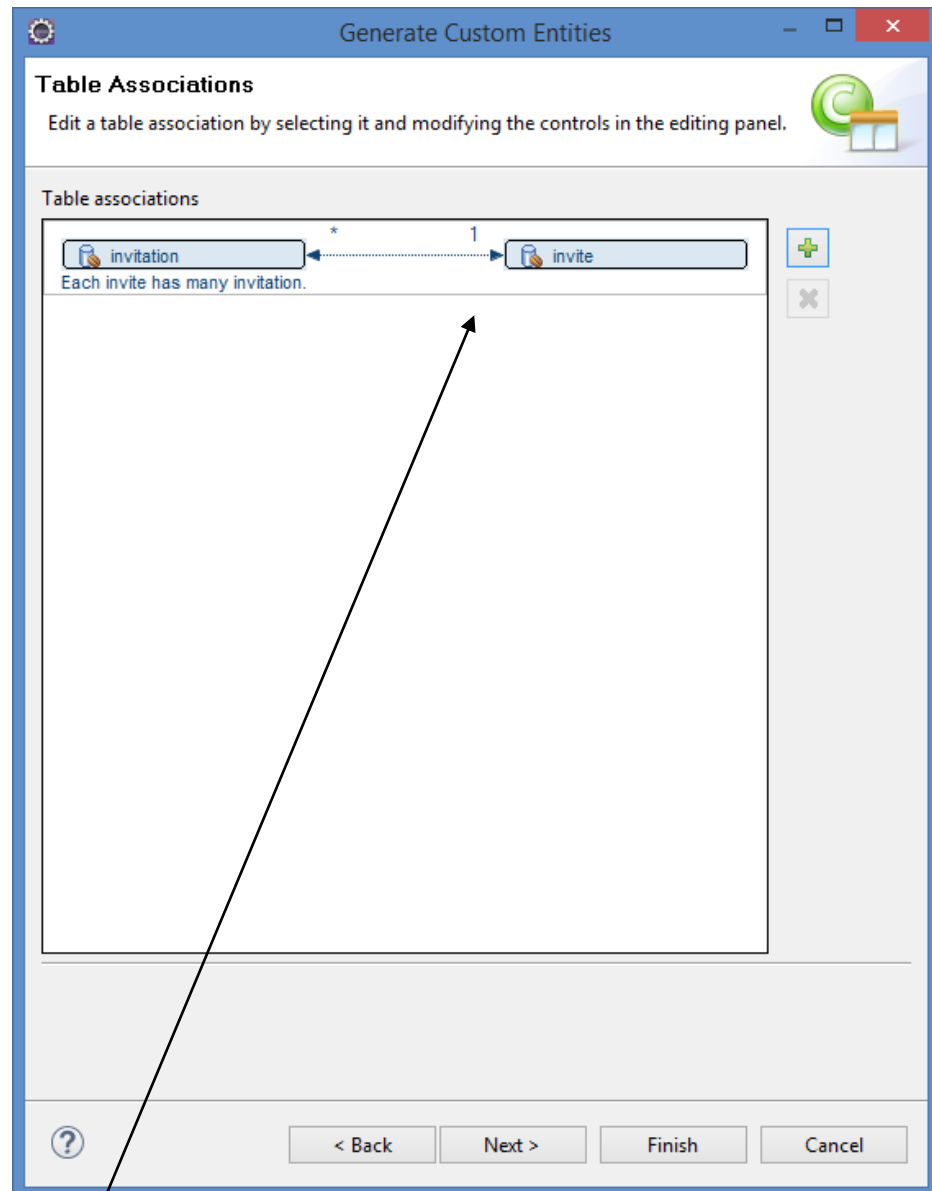 Generate Custom Entities
Table Associations
Edit a table association by selecting it and modifying the controls in the editing panel.
Table associations
* 1
invitation invite
Each invite has many invitation.
< Back Next > Finish Cancel